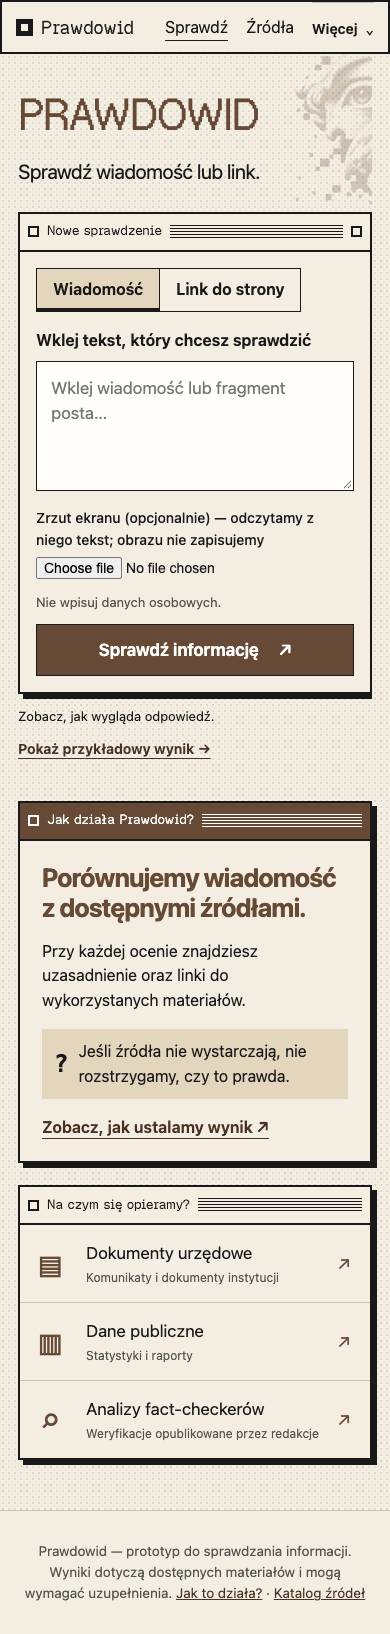 Prawdowid
Sprawdź Źródła Więcej
PRAWDOWID
Sprawdź wiadomość lub link.
Nowe sprawdzenie
Wiadomość Link do strony
Wklej tekst, który chcesz sprawdzić
Wklej wiadomość lub fragment
posta...
Zrzut ekranu (opcjonalnie) — odczytamy z
niego tekst; obrazu nie zapisujemy
Choose file No file chosen
Nie wpisuj danych osobowych.
Sprawdź informację ↗
Zobacz, jak wygląda odpowiedź.
Pokaż przykładowy wynik →
Jak działa Prawdowid?
Porównujemy wiadomość
z dostępnymi źródłami.
Przy każdej ocenie znajdziesz
uzasadnienie oraz linki do
wykorzystanych materiałów.
? Jeśli źródła nie wystarczają, nie
rozstrzygamy, czy to prawda.
Zobacz, jak ustalamy wynik ↗
Na czym się opieramy?
Dokumenty urzędowe ↗
Komunikaty i dokumenty instytucji
Dane publiczne ↗
Statystyki i raporty
Analizy fact-checkerów ↗
Weryfikacje opublikowane przez redakcje
Prawdowid — prototyp do sprawdzania informacji.
Wyniki dotyczą dostępnych materiałów i mogą
wymagać uzupełnienia. Jak to działa? · Katalog źródeł